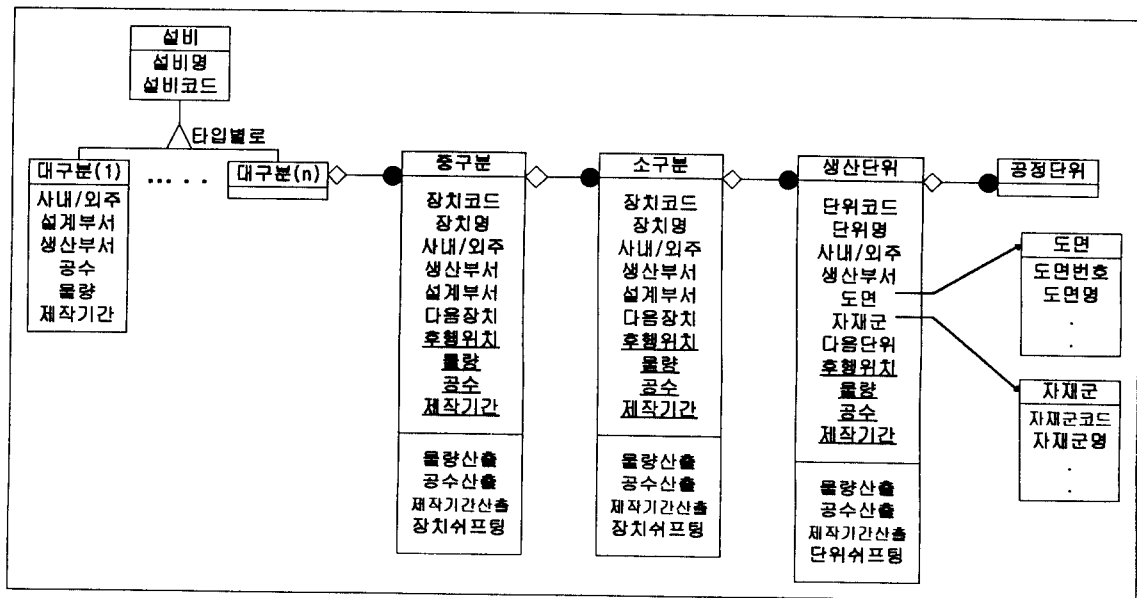 설비
설비명
설비코드
타입별로
대구분(1)
사내/외주
설계부서
생산부서
공수
물량
제작기간
... . .
대구분(n)
중구분
장치코드
장치명
사내/외주
생산부서
설계부서
다음장치
후행위치
물량
공수
제작기간
물량산출
공수산출
제작기간산출
장치쉬프팅
소구분
장치코드
장치명
사내/외주
생산부서
설계부서
다음장치
후행위치
물량
공수
제작기간
물량산출
공수산출
제작기간산출
장치쉬프팅
생산단위
단위코드
단위명
사내/외주
생산부서
도면
자재군
다음단위
후행위치
물량
공수
제작기간
물량산출
공수산출
제작기간산출
단위쉬프팅
공정단위
도면
도면번호
도면명
.
.
자재군
자재군코드
자재군명
.
.